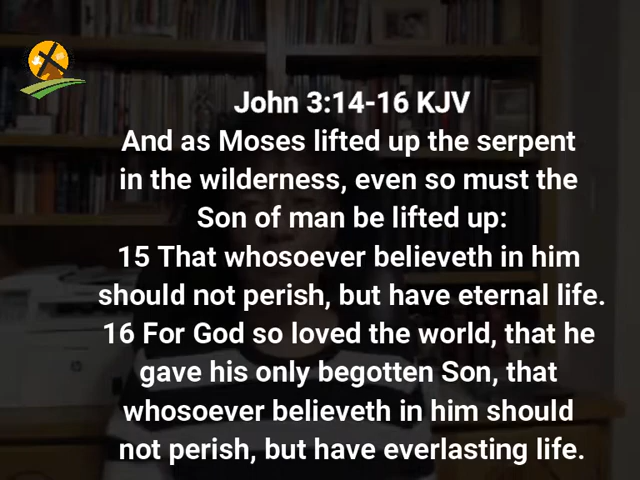 John 3:14-16 KJV
And as Moses lifted up the serpent
in the wilderness, even so must the
Son of man be lifted up:
15 That whosoever believeth in him
should not perish, but have eternal life.
16 For God so loved the world, that he
gave his only begotten Son, that
whosoever believeth in him should
not perish, but have everlasting life.